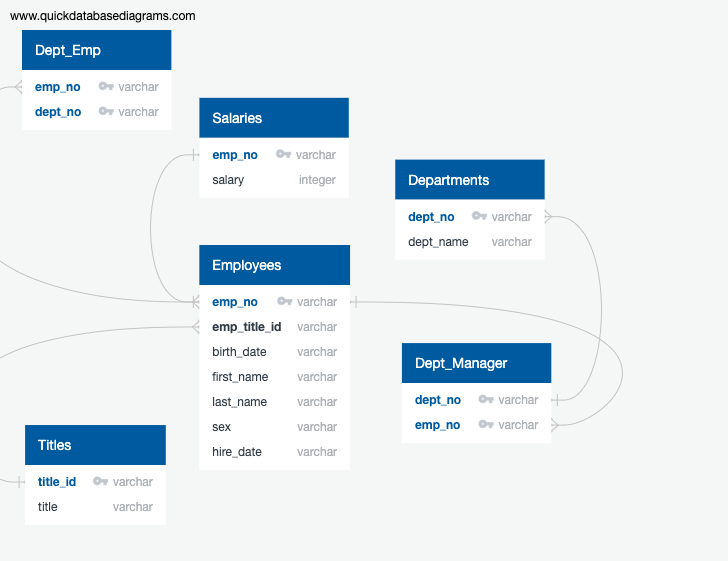 www.quickdatabasediagrams.com
Dept_Emp
emp_no varchar
dept_no varchar
Salaries
emp_no varchar
salary integer
Departments
dept_no varchar
dept_name varchar
Employees
emp_no varchar
emp_title_id varchar
birth_date varchar
first_name varchar
last_name varchar
sex varchar
hire_date varchar
Dept_Manager
dept_no varchar
emp_no varchar
Titles
title_id varchar
title varchar